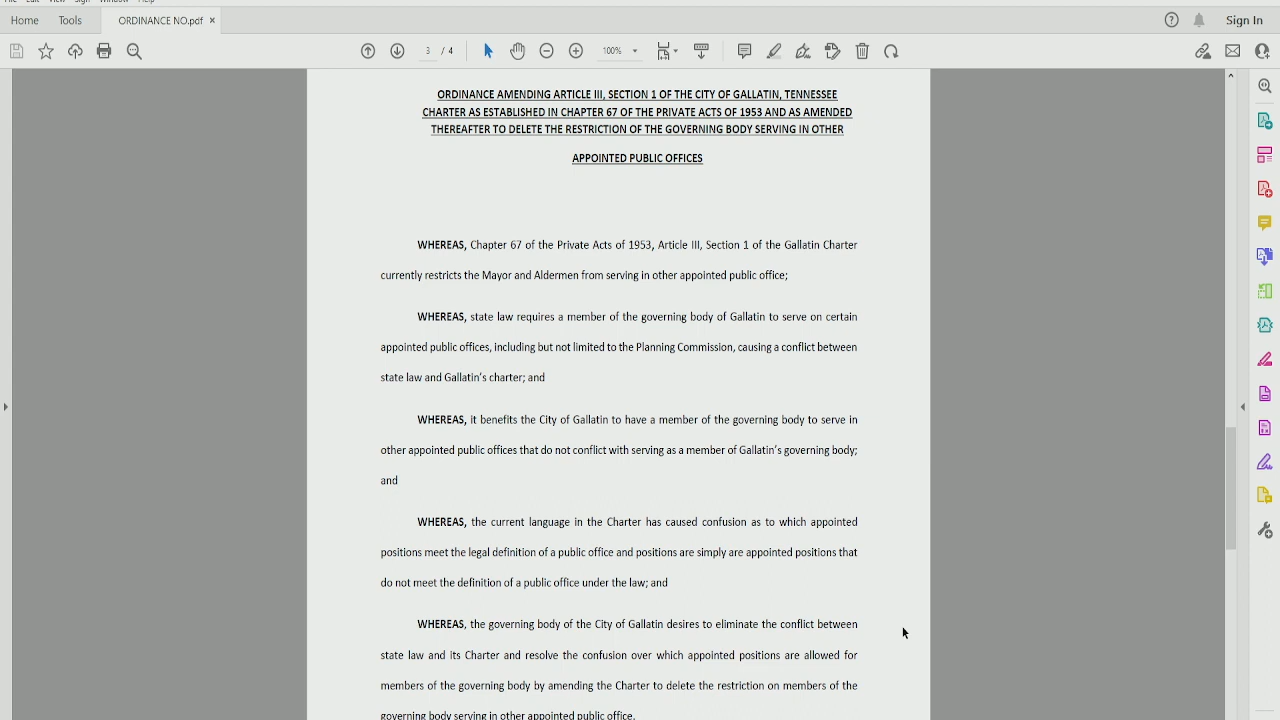 Home Tools ORDINANCE NO.pdf × Sign In
3 / 4 100%
ORDINANCE AMENDING ARTICLE III, SECTION 1 OF THE CITY OF GALLATIN, TENNESSEE
CHARTER AS ESTABLISHED IN CHAPTER 67 OF THE PRIVATE ACTS OF 1953 AND AS AMENDED
THEREAFTER TO DELETE THE RESTRICTION OF THE GOVERNING BODY SERVING IN OTHER
APPOINTED PUBLIC OFFICES
WHEREAS, Chapter 67 of the Private Acts of 1953, Article III, Section 1 of the Gallatin Charter
currently restricts the Mayor and Aldermen from serving in other appointed public office;
WHEREAS, state law requires a member of the governing body of Gallatin to serve on certain
appointed public offices, including but not limited to the Planning Commission, causing a conflict between
state law and Gallatin's charter; and
WHEREAS, it benefits the City of Gallatin to have a member of the governing body to serve in
other appointed public offices that do not conflict with serving as a member of Gallatin's governing body;
and
WHEREAS, the current language in the Charter has caused confusion as to which appointed
positions meet the legal definition of a public office and positions are simply are appointed positions that
do not meet the definition of a public office under the law; and
WHEREAS, the governing body of the City of Gallatin desires to eliminate the conflict between
state law and its Charter and resolve the confusion over which appointed positions are allowed for
members of the governing body by amending the Charter to delete the restriction on members of the
governing body serving in other appointed public office.